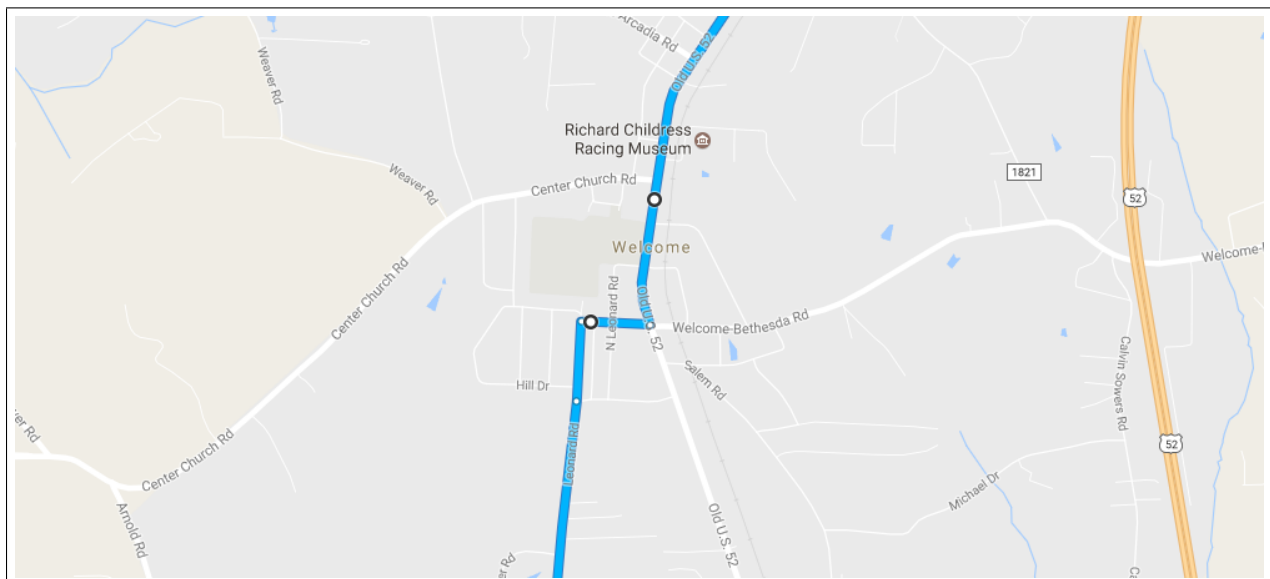 Arcadia Rd
Old U.S. 52
Weaver Rd
Richard Childress
Racing Museum
Weaver Rd
Center Church Rd
1821
52
Welcome
Welcome-
Center Church Rd
N Leonard Rd
Old U.S. 52
Welcome-Bethesda Rd
Calvin Sowers Rd
Hill Dr
Salem Rd
Rd
Center Church Rd
Leonard Rd
52
Michael Dr
Arnold Rd
Old U.S. 52
Rd